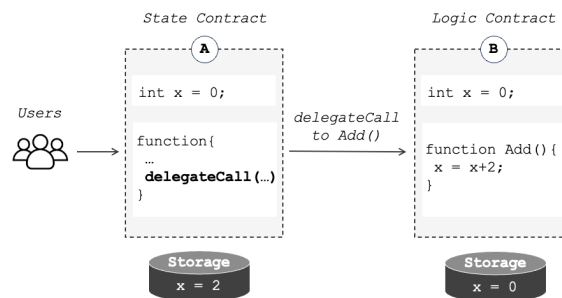 State Contract
Logic Contract
A
B
int x = 0;
int x = 0;
Users
delegateCall
to Add()
function{
…
delegateCall(…)
}
function Add(){
x = x+2;
}
Storage
x = 2
Storage
x = 0